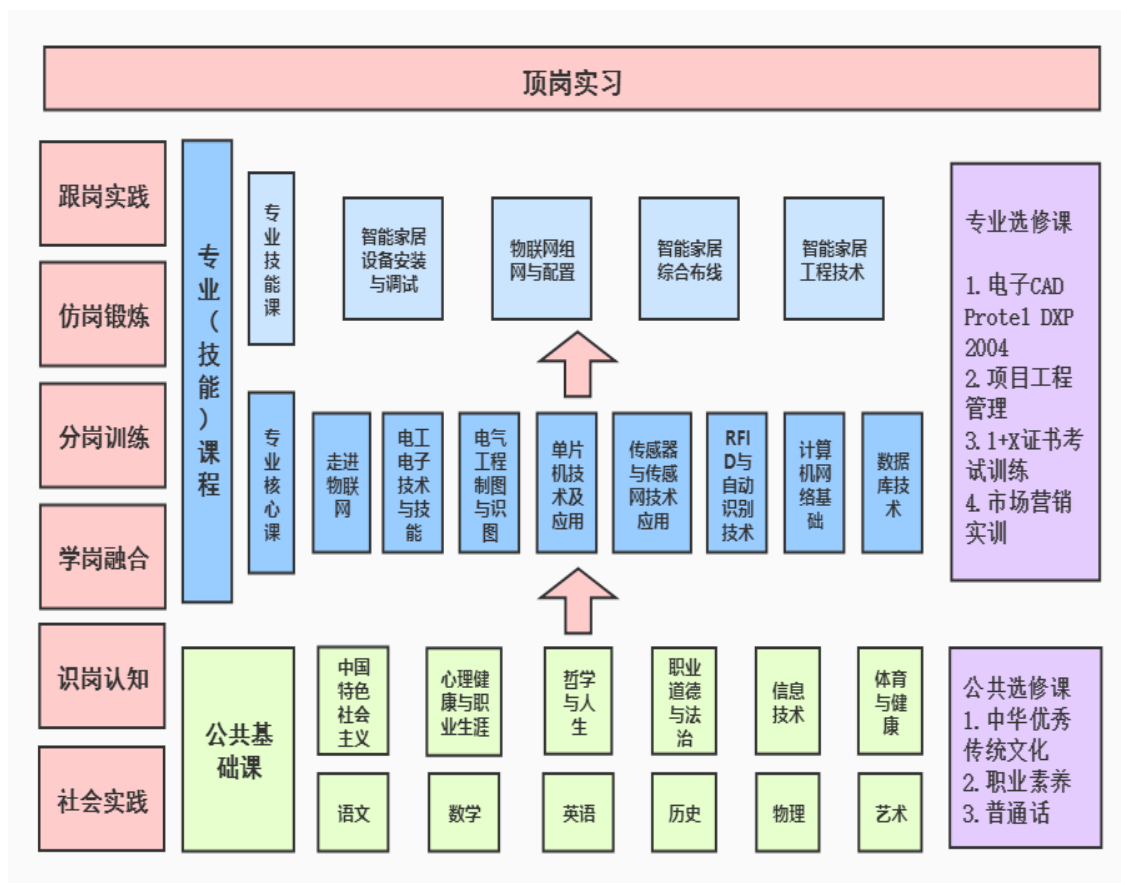 顶岗实习
跟岗实践
仿岗锻炼
分岗训练
学岗融合
识岗认知
社会实践
专
业
（
技
能
）
课
程
专
业
技
能
课
智能家居
设备安装
与调试
物联网组
网与配置
智能家居
综合布线
智能家居
工程技术
专
业
核
心
课
走进
物联
网
电工
电子
技术
与技
能
电气
工程
制图
与识
图
单片
机技
术及
应用
传感器
与传感
网技术
应用
RFI
D与
自动
识别
技术
计算
机网
络基
础
数据
库技
术
公共基
础课
中国
特色
社会
主义
心理健
康与职
业生涯
哲学
与人
生
职业
道德
与法
治
信息
技术
体育
与健
康
语文
数学
英语
历史
物理
艺术
专业选修课
1.电子CAD
Protel DXP
2004
2.项目工程
管理
3.1+X证书考
试训练
4.市场营销
实训
公共选修课
1.中华优秀
传统文化
2.职业素养
3.普通话